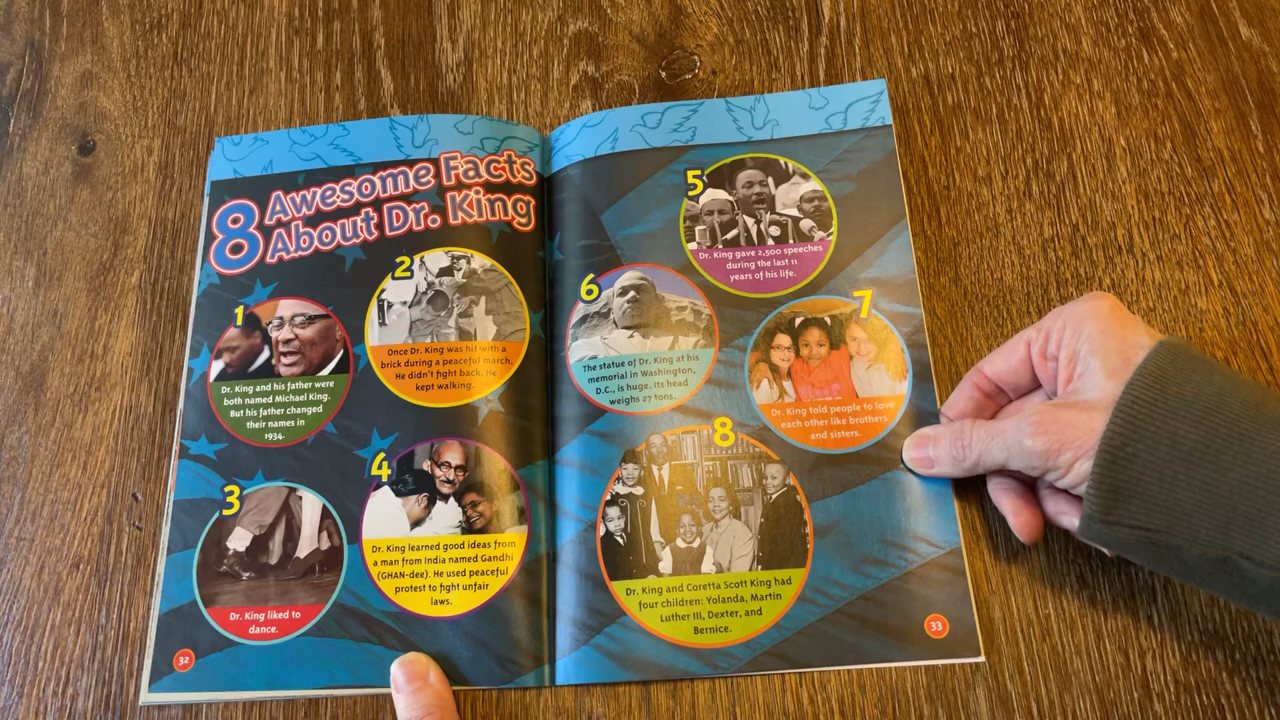 8 Awesome Facts
About Dr. King
1
Dr. King and his father were
both named Michael King.
But his father changed
their names in
1934.
2
Once Dr. King was hit with a
brick during a peaceful march.
He didn't fight back. He
kept walking.
3
Dr. King liked to
dance.
4
Dr. King learned good ideas from
a man from India named Gandhi
(GHAN-dee). He used peaceful
protest to fight unfair
laws.
32
5
Dr. King gave 2,500 speeches
during the last 11
years of his life.
6
The statue of Dr. King at his
memorial in Washington,
D.C., is huge. Its head
weighs 27 tons.
7
Dr. King told people to love
each other like brothers
and sisters.
8
Dr. King and Coretta Scott King had
four children: Yolanda, Martin
Luther III, Dexter, and
Bernice.
33